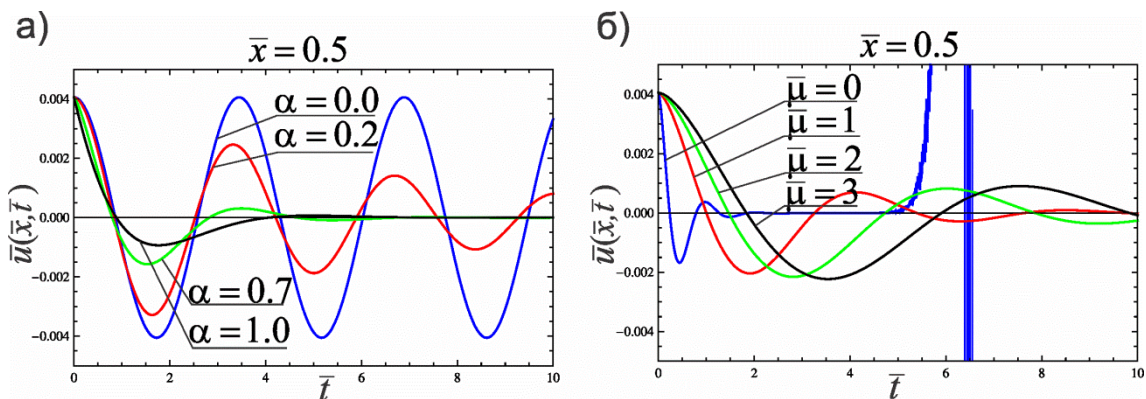 а)
x̅ = 0.5
0.004
0.002
0.000
−0.002
−0.004
u̅(x̅,t̅)
α = 0.0
α = 0.2
α = 0.7
α = 1.0
0 2 4 6 8 10
t̅
б)
x̅ = 0.5
0.004
0.002
0.000
−0.002
−0.004
u̅(x̅,t̅)
μ̅ = 0
μ̅ = 1
μ̅ = 2
μ̅ = 3
0 2 4 6 8 10
t̅